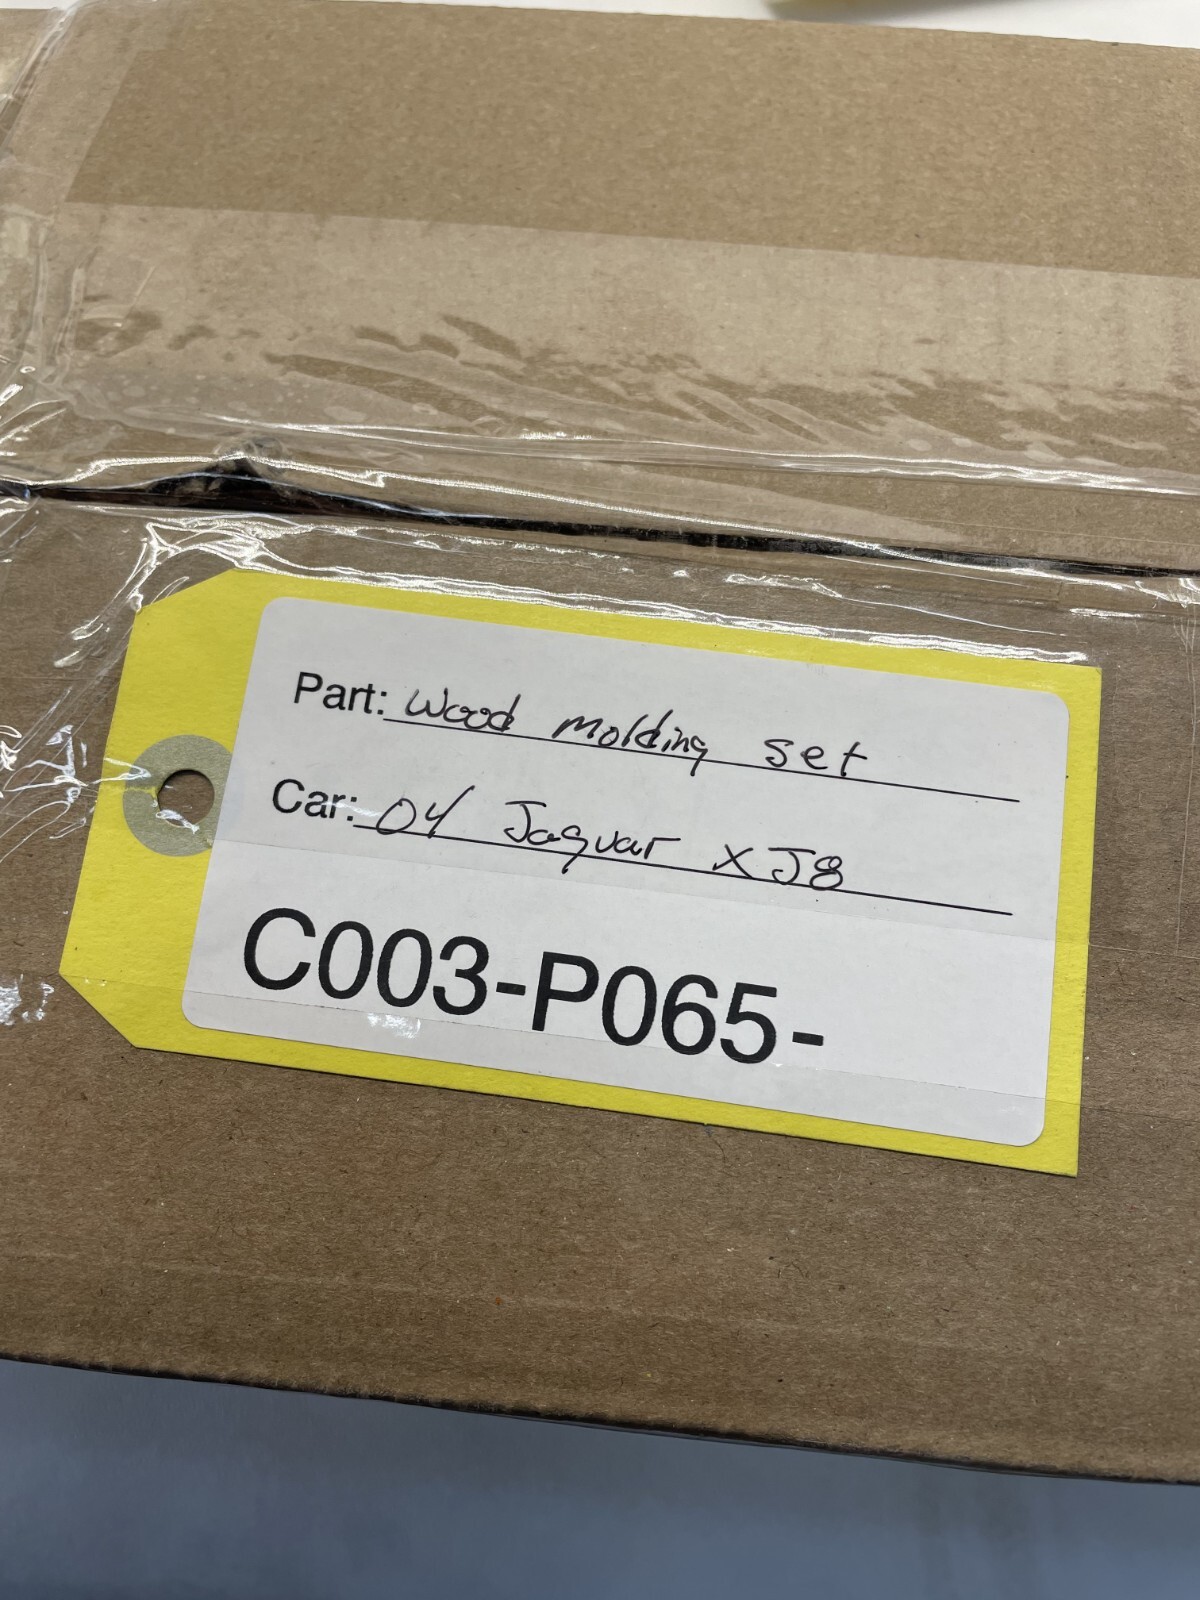 Part: Wood molding set
Car: 04 Jaguar XJ8
C003-P065-